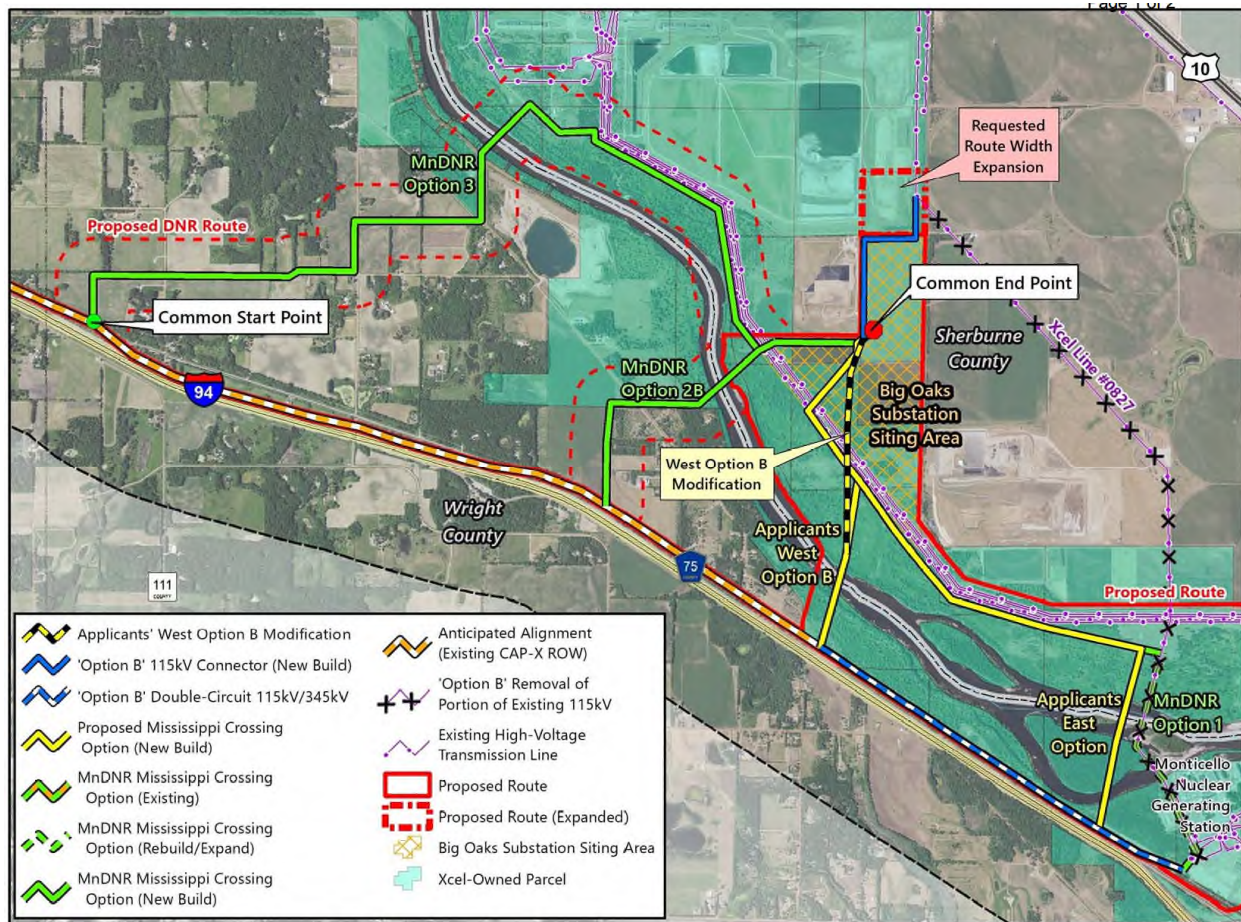 Page 1 of 2
10
Requested
Route Width
Expansion
MnDNR
Option 3
Proposed DNR Route
Common Start Point
Common End Point
Sherburne
County
Xcel Line #0827
94
MnDNR
Option 2B
Big Oaks
Substation
Siting Area
West Option B
Modification
Wright
County
Applicants
West
Option B
75
COUNTY
111
COUNTY
Proposed Route
Applicants
East
Option
MnDNR
Option 1
Monticello
Nuclear
Generating
Station
Applicants' West Option B Modification
'Option B' 115kV Connector (New Build)
'Option B' Double-Circuit 115kV/345kV
Proposed Mississippi Crossing
Option (New Build)
MnDNR Mississippi Crossing
Option (Existing)
MnDNR Mississippi Crossing
Option (Rebuild/Expand)
MnDNR Mississippi Crossing
Option (New Build)
Anticipated Alignment
(Existing CAP-X ROW)
'Option B' Removal of
Portion of Existing 115kV
Existing High-Voltage
Transmission Line
Proposed Route
Proposed Route (Expanded)
Big Oaks Substation Siting Area
Xcel-Owned Parcel